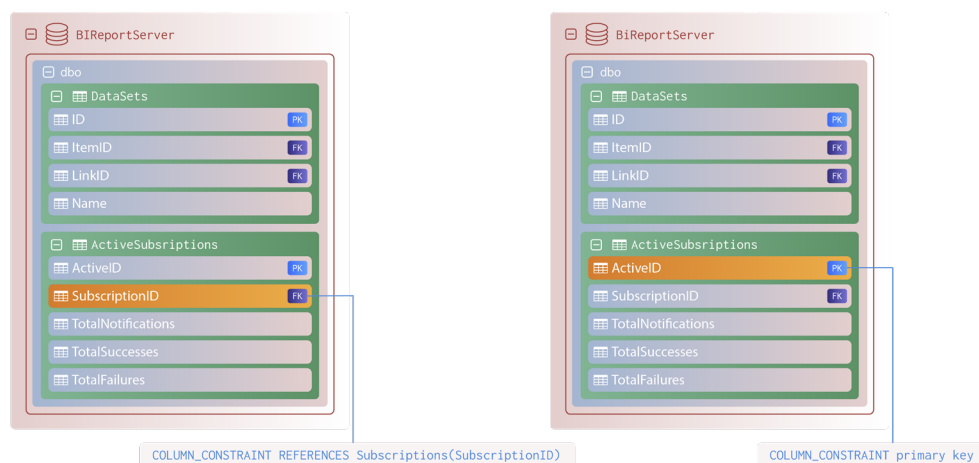 BIReportServer
dbo
DataSets
ID PK
ItemID FK
LinkID FK
Name
ActiveSubsriptions
ActiveID PK
SubscriptionID FK
TotalNotifications
TotalSuccesses
TotalFailures
COLUMN_CONSTRAINT REFERENCES Subscriptions(SubscriptionID)
BiReportServer
dbo
DataSets
ID PK
ItemID FK
LinkID FK
Name
ActiveSubsriptions
ActiveID PK
SubscriptionID FK
TotalNotifications
TotalSuccesses
TotalFailures
COLUMN_CONSTRAINT primary key